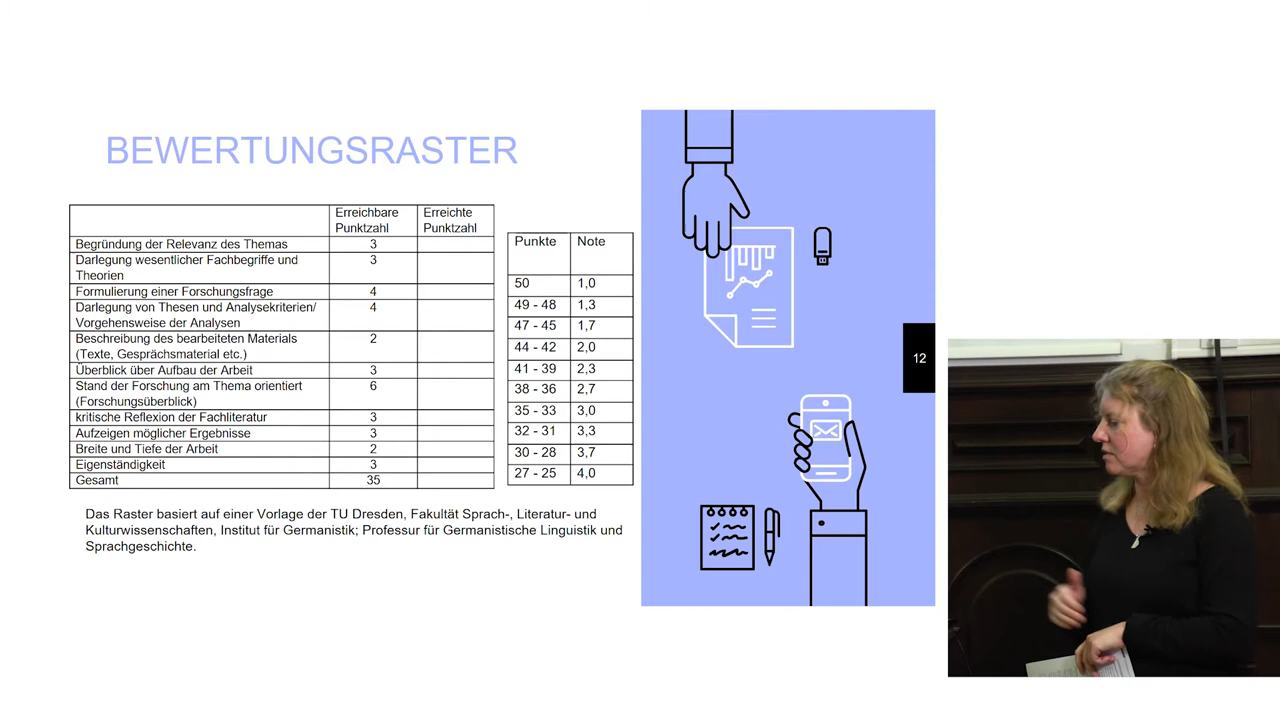 BEWERTUNGSRASTER
Erreichbare Punktzahl
Erreichte Punktzahl
Begründung der Relevanz des Themas 3
Darlegung wesentlicher Fachbegriffe und Theorien 3
Formulierung einer Forschungsfrage 4
Darlegung von Thesen und Analysekriterien/ Vorgehensweise der Analysen 4
Beschreibung des bearbeiteten Materials (Texte, Gesprächsmaterial etc.) 2
Überblick über Aufbau der Arbeit 3
Stand der Forschung am Thema orientiert (Forschungsüberblick) 6
kritische Reflexion der Fachliteratur 3
Aufzeigen möglicher Ergebnisse 3
Breite und Tiefe der Arbeit 2
Eigenständigkeit 3
Gesamt 35
Punkte Note
50 1,0
49 - 48 1,3
47 - 45 1,7
44 - 42 2,0
41 - 39 2,3
38 - 36 2,7
35 - 33 3,0
32 - 31 3,3
30 - 28 3,7
27 - 25 4,0
Das Raster basiert auf einer Vorlage der TU Dresden, Fakultät Sprach-, Literatur- und
Kulturwissenschaften, Institut für Germanistik; Professur für Germanistische Linguistik und
Sprachgeschichte.
12